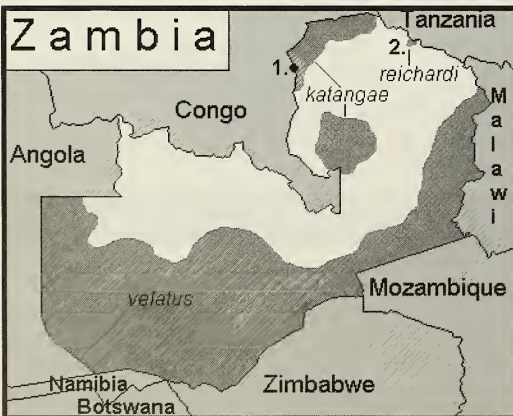 Zambia
Tanzania
2.
reichardi
1.
katangae
Congo
Malawi
Angola
velatus
Mozambique
Namibia
Botswana
Zimbabwe